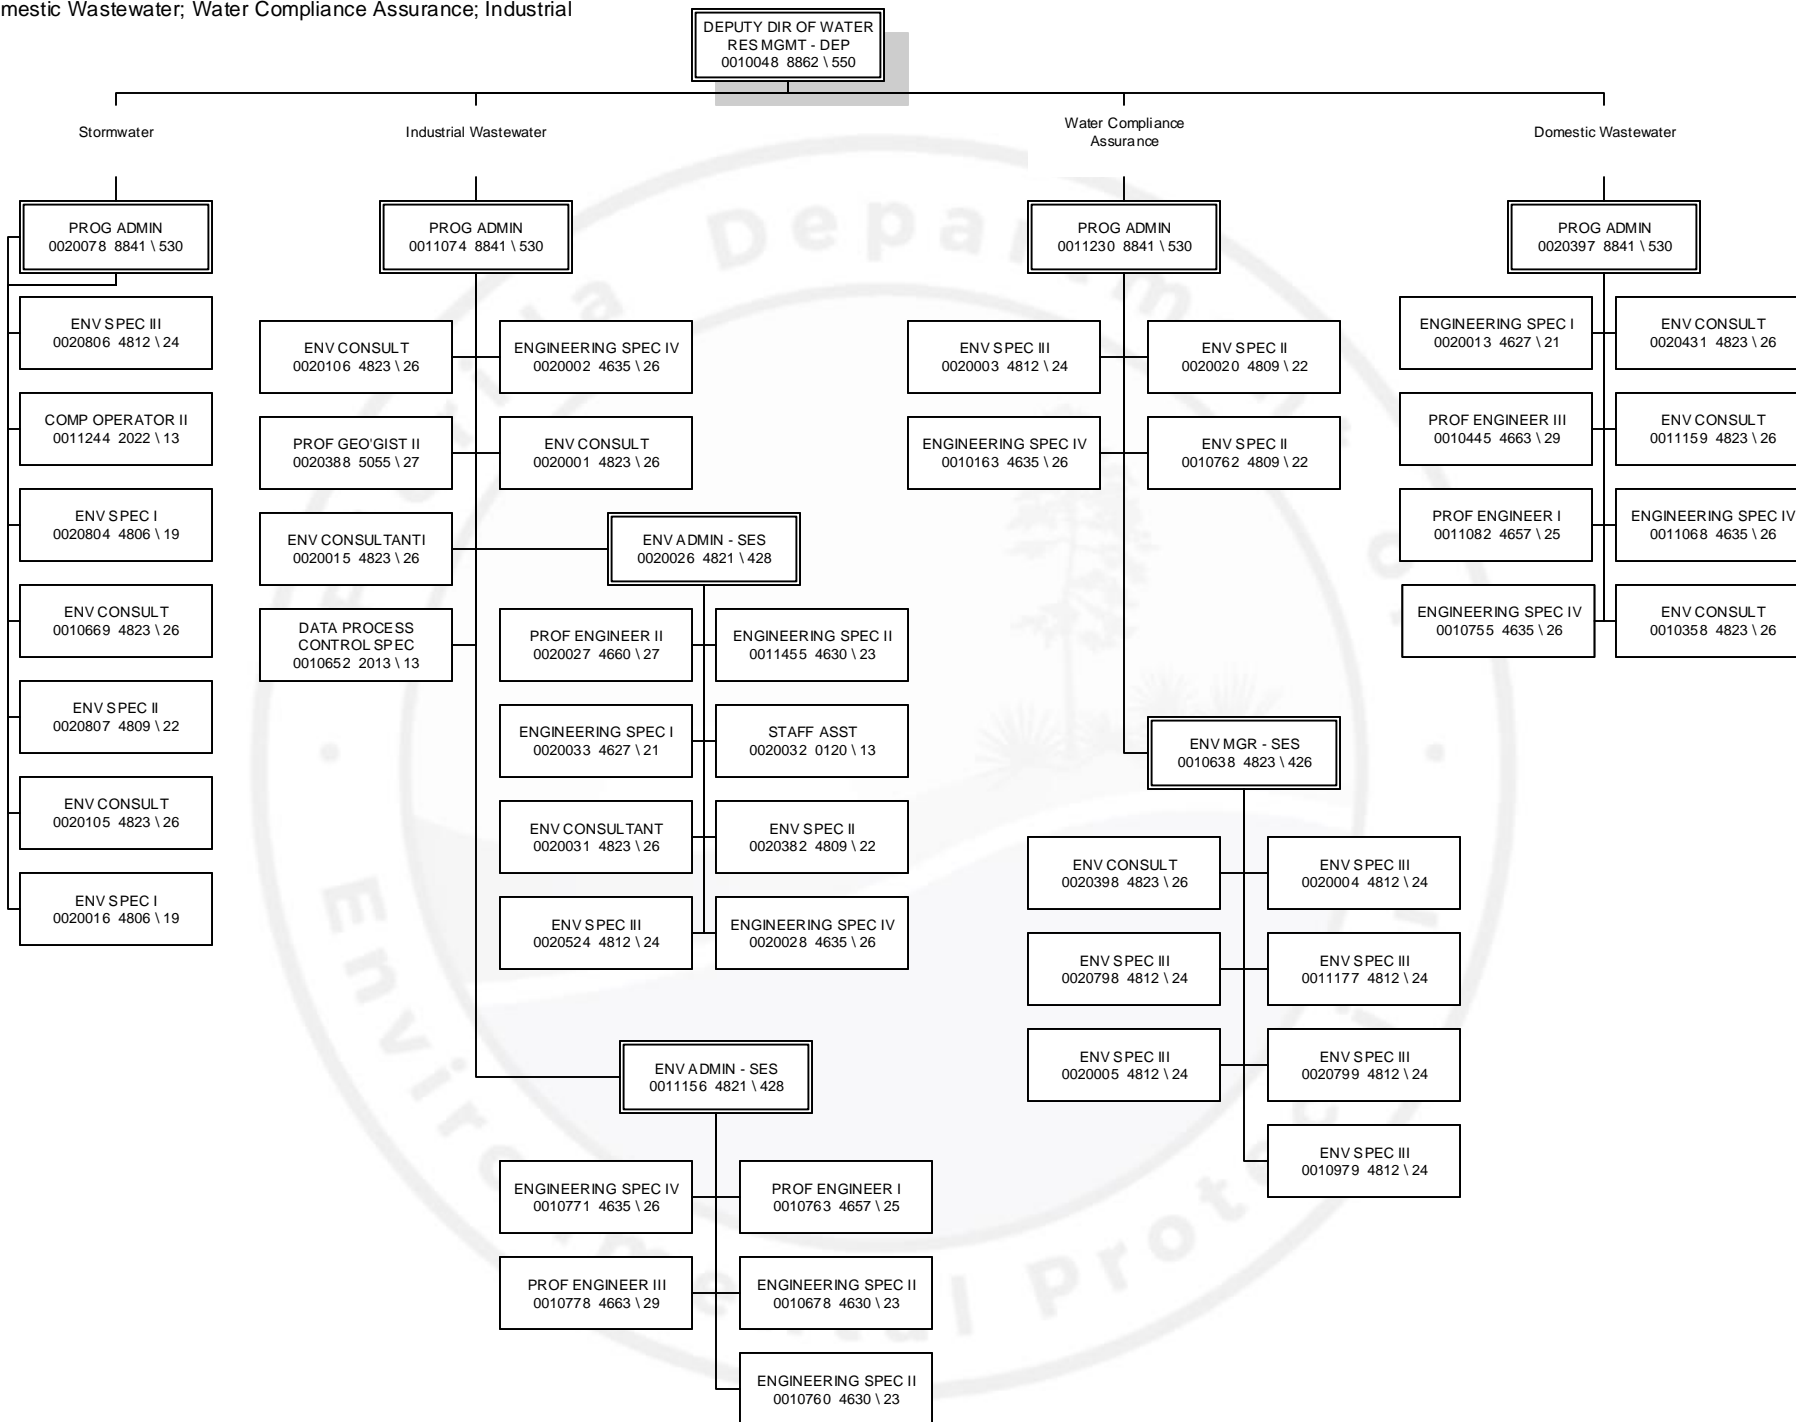 mestic Wastewater; Water Compliance Assurance; Industrial
DEPUTY DIR OF WATER
RES MGMT - DEP
0010048 8862 \ 550
Stormwater
Industrial Wastewater
Water Compliance
Assurance
Domestic Wastewater
PROG ADMIN
0020078 8841 \ 530
PROG ADMIN
0011074 8841 \ 530
PROG ADMIN
0011230 8841 \ 530
PROG ADMIN
0020397 8841 \ 530
ENV SPEC III
0020806 4812 \ 24
COMP OPERATOR II
0011244 2022 \ 13
ENV SPEC I
0020804 4806 \ 19
ENV CONSULT
0010669 4823 \ 26
ENV SPEC II
0020807 4809 \ 22
ENV CONSULT
0020105 4823 \ 26
ENV SPEC I
0020016 4806 \ 19
ENV CONSULT
0020106 4823 \ 26
ENGINEERING SPEC IV
0020002 4635 \ 26
PROF GEO'GIST II
0020388 5055 \ 27
ENV CONSULT
0020001 4823 \ 26
ENV CONSULTANTI
0020015 4823 \ 26
ENV ADMIN - SES
0020026 4821 \ 428
DATA PROCESS
CONTROL SPEC
0010652 2013 \ 13
PROF ENGINEER II
0020027 4660 \ 27
ENGINEERING SPEC II
0011455 4630 \ 23
ENGINEERING SPEC I
0020033 4627 \ 21
STAFF ASST
0020032 0120 \ 13
ENV CONSULTANT
0020031 4823 \ 26
ENV SPEC II
0020382 4809 \ 22
ENV SPEC III
0020524 4812 \ 24
ENGINEERING SPEC IV
0020028 4635 \ 26
ENV ADMIN - SES
0011156 4821 \ 428
ENGINEERING SPEC IV
0010771 4635 \ 26
PROF ENGINEER I
0010763 4657 \ 25
PROF ENGINEER III
0010778 4663 \ 29
ENGINEERING SPEC II
0010678 4630 \ 23
ENGINEERING SPEC II
0010760 4630 \ 23
ENV SPEC III
0020003 4812 \ 24
ENV SPEC II
0020020 4809 \ 22
ENGINEERING SPEC IV
0010163 4635 \ 26
ENV SPEC II
0010762 4809 \ 22
ENV MGR - SES
0010638 4823 \ 426
ENV CONSULT
0020398 4823 \ 26
ENV SPEC III
0020004 4812 \ 24
ENV SPEC III
0020798 4812 \ 24
ENV SPEC III
0011177 4812 \ 24
ENV SPEC III
0020005 4812 \ 24
ENV SPEC III
0020799 4812 \ 24
ENV SPEC III
0010979 4812 \ 24
ENGINEERING SPEC I
0020013 4627 \ 21
ENV CONSULT
0020431 4823 \ 26
PROF ENGINEER III
0010445 4663 \ 29
ENV CONSULT
0011159 4823 \ 26
PROF ENGINEER I
0011082 4657 \ 25
ENGINEERING SPEC IV
0011068 4635 \ 26
ENGINEERING SPEC IV
0010755 4635 \ 26
ENV CONSULT
0010358 4823 \ 26